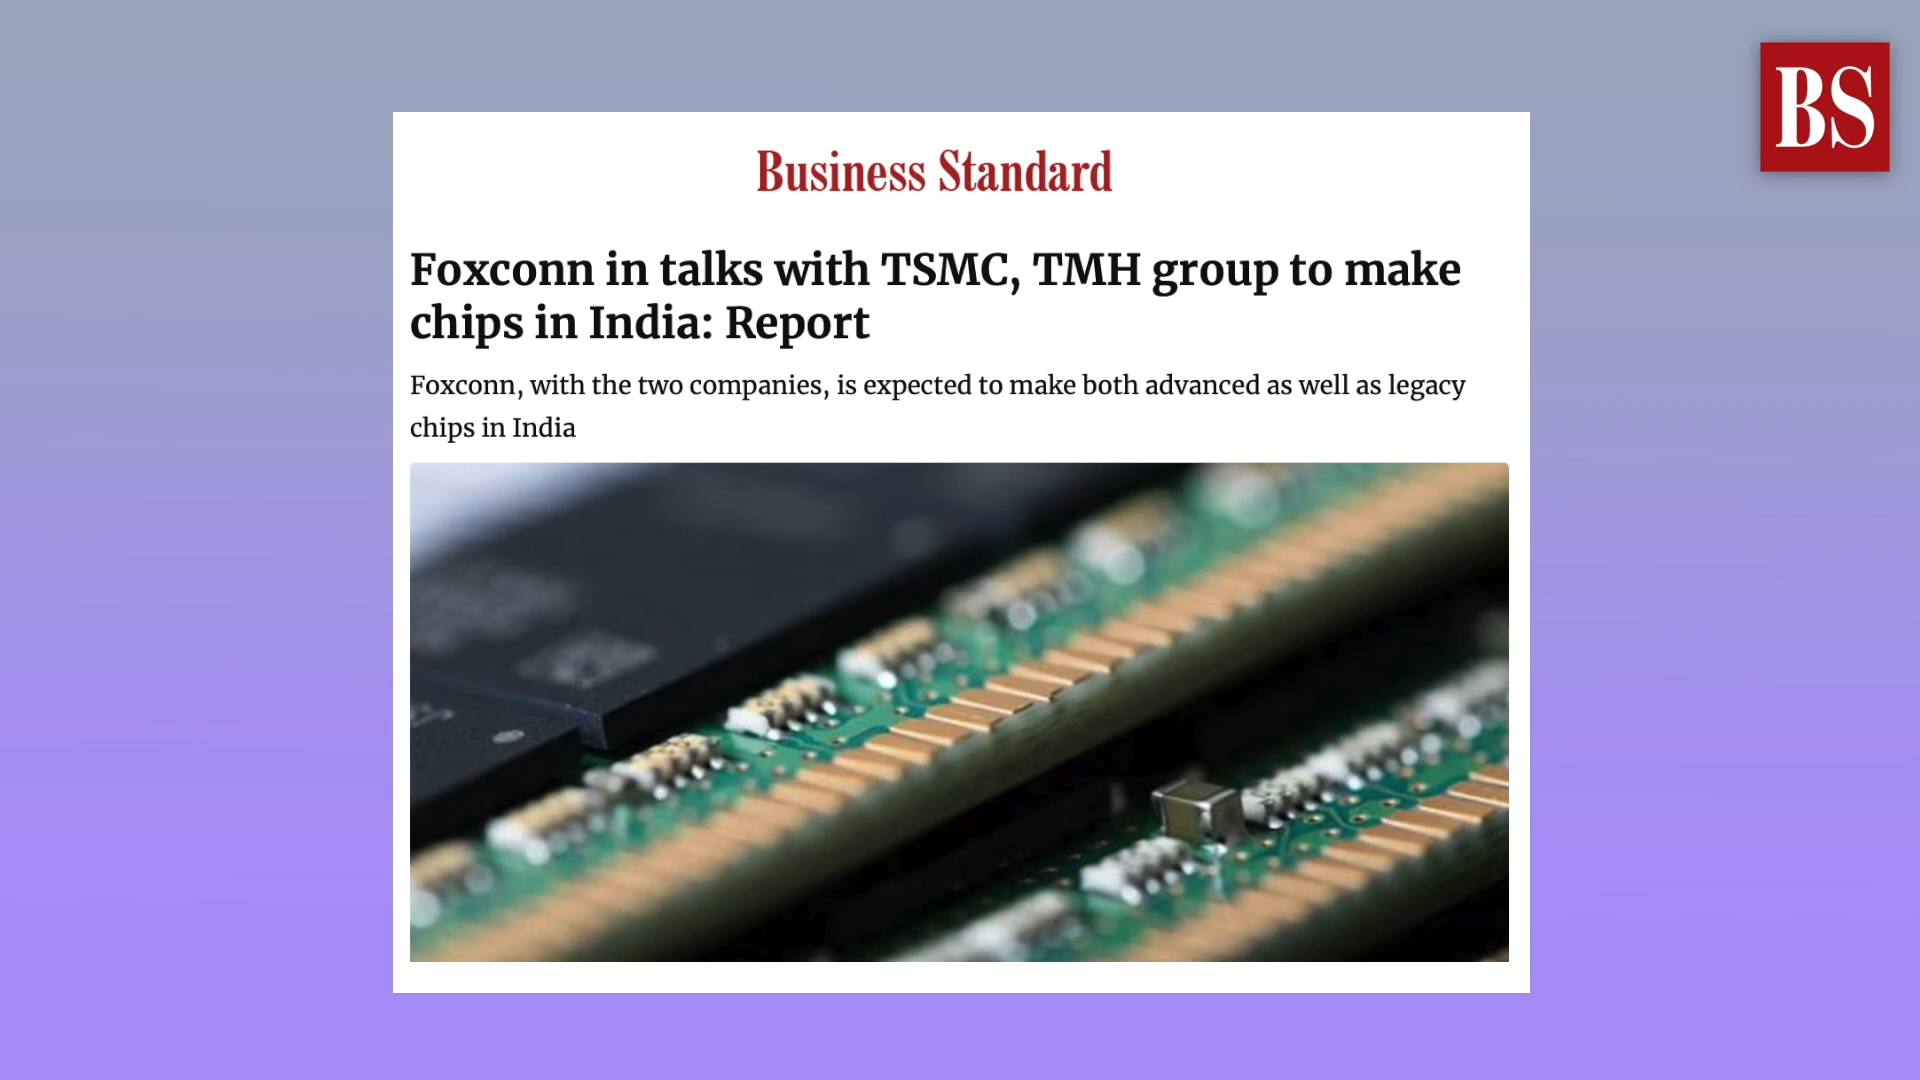 BS
Business Standard
Foxconn in talks with TSMC, TMH group to make
chips in India: Report
Foxconn, with the two companies, is expected to make both advanced as well as legacy
chips in India